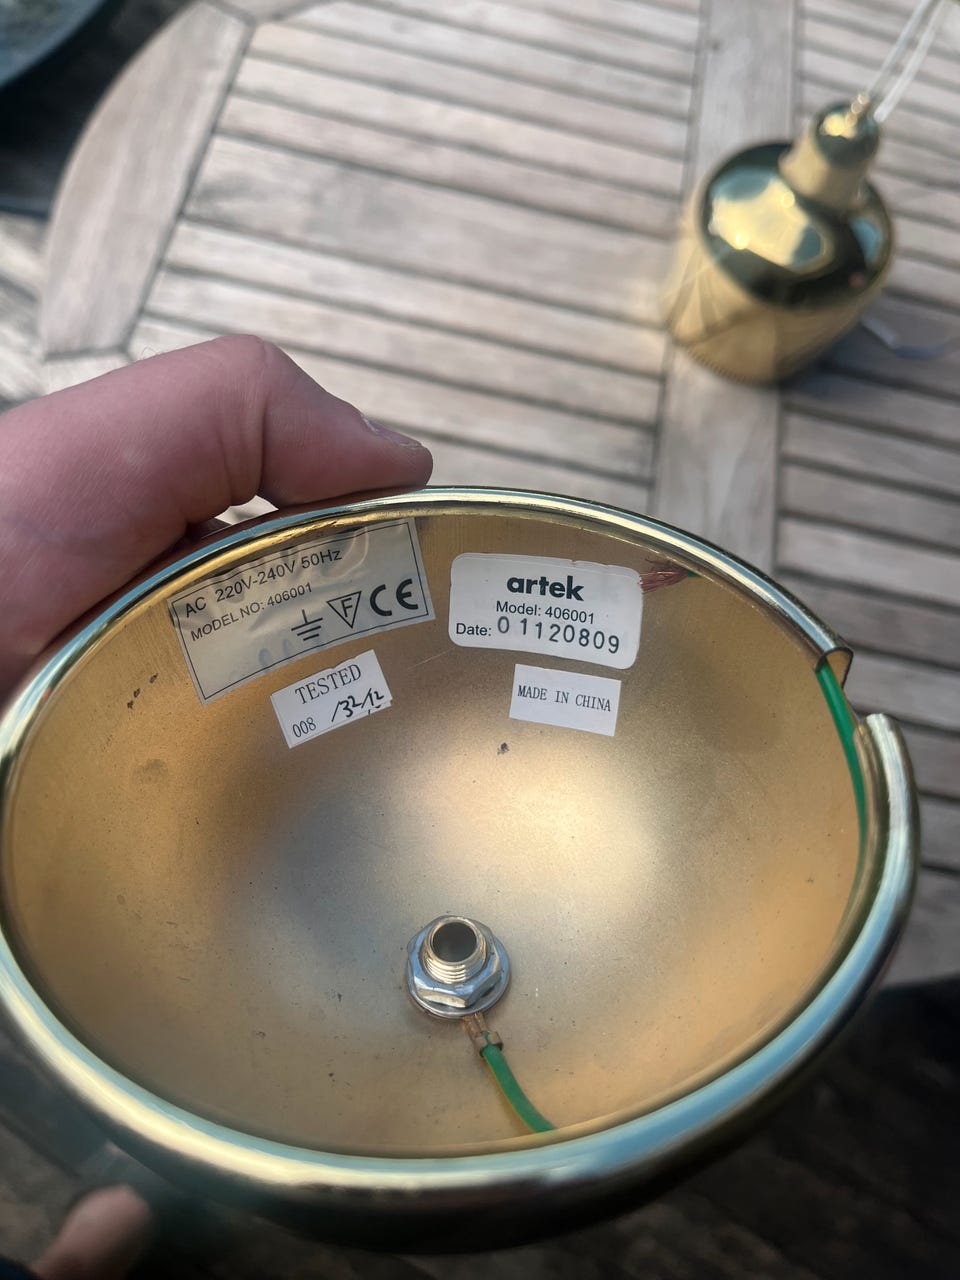 AC 220V-240V 50Hz
MODEL NO: 406001
F
CE
TESTED
008
artek
Model: 406001
Date: 01120809
MADE IN CHINA